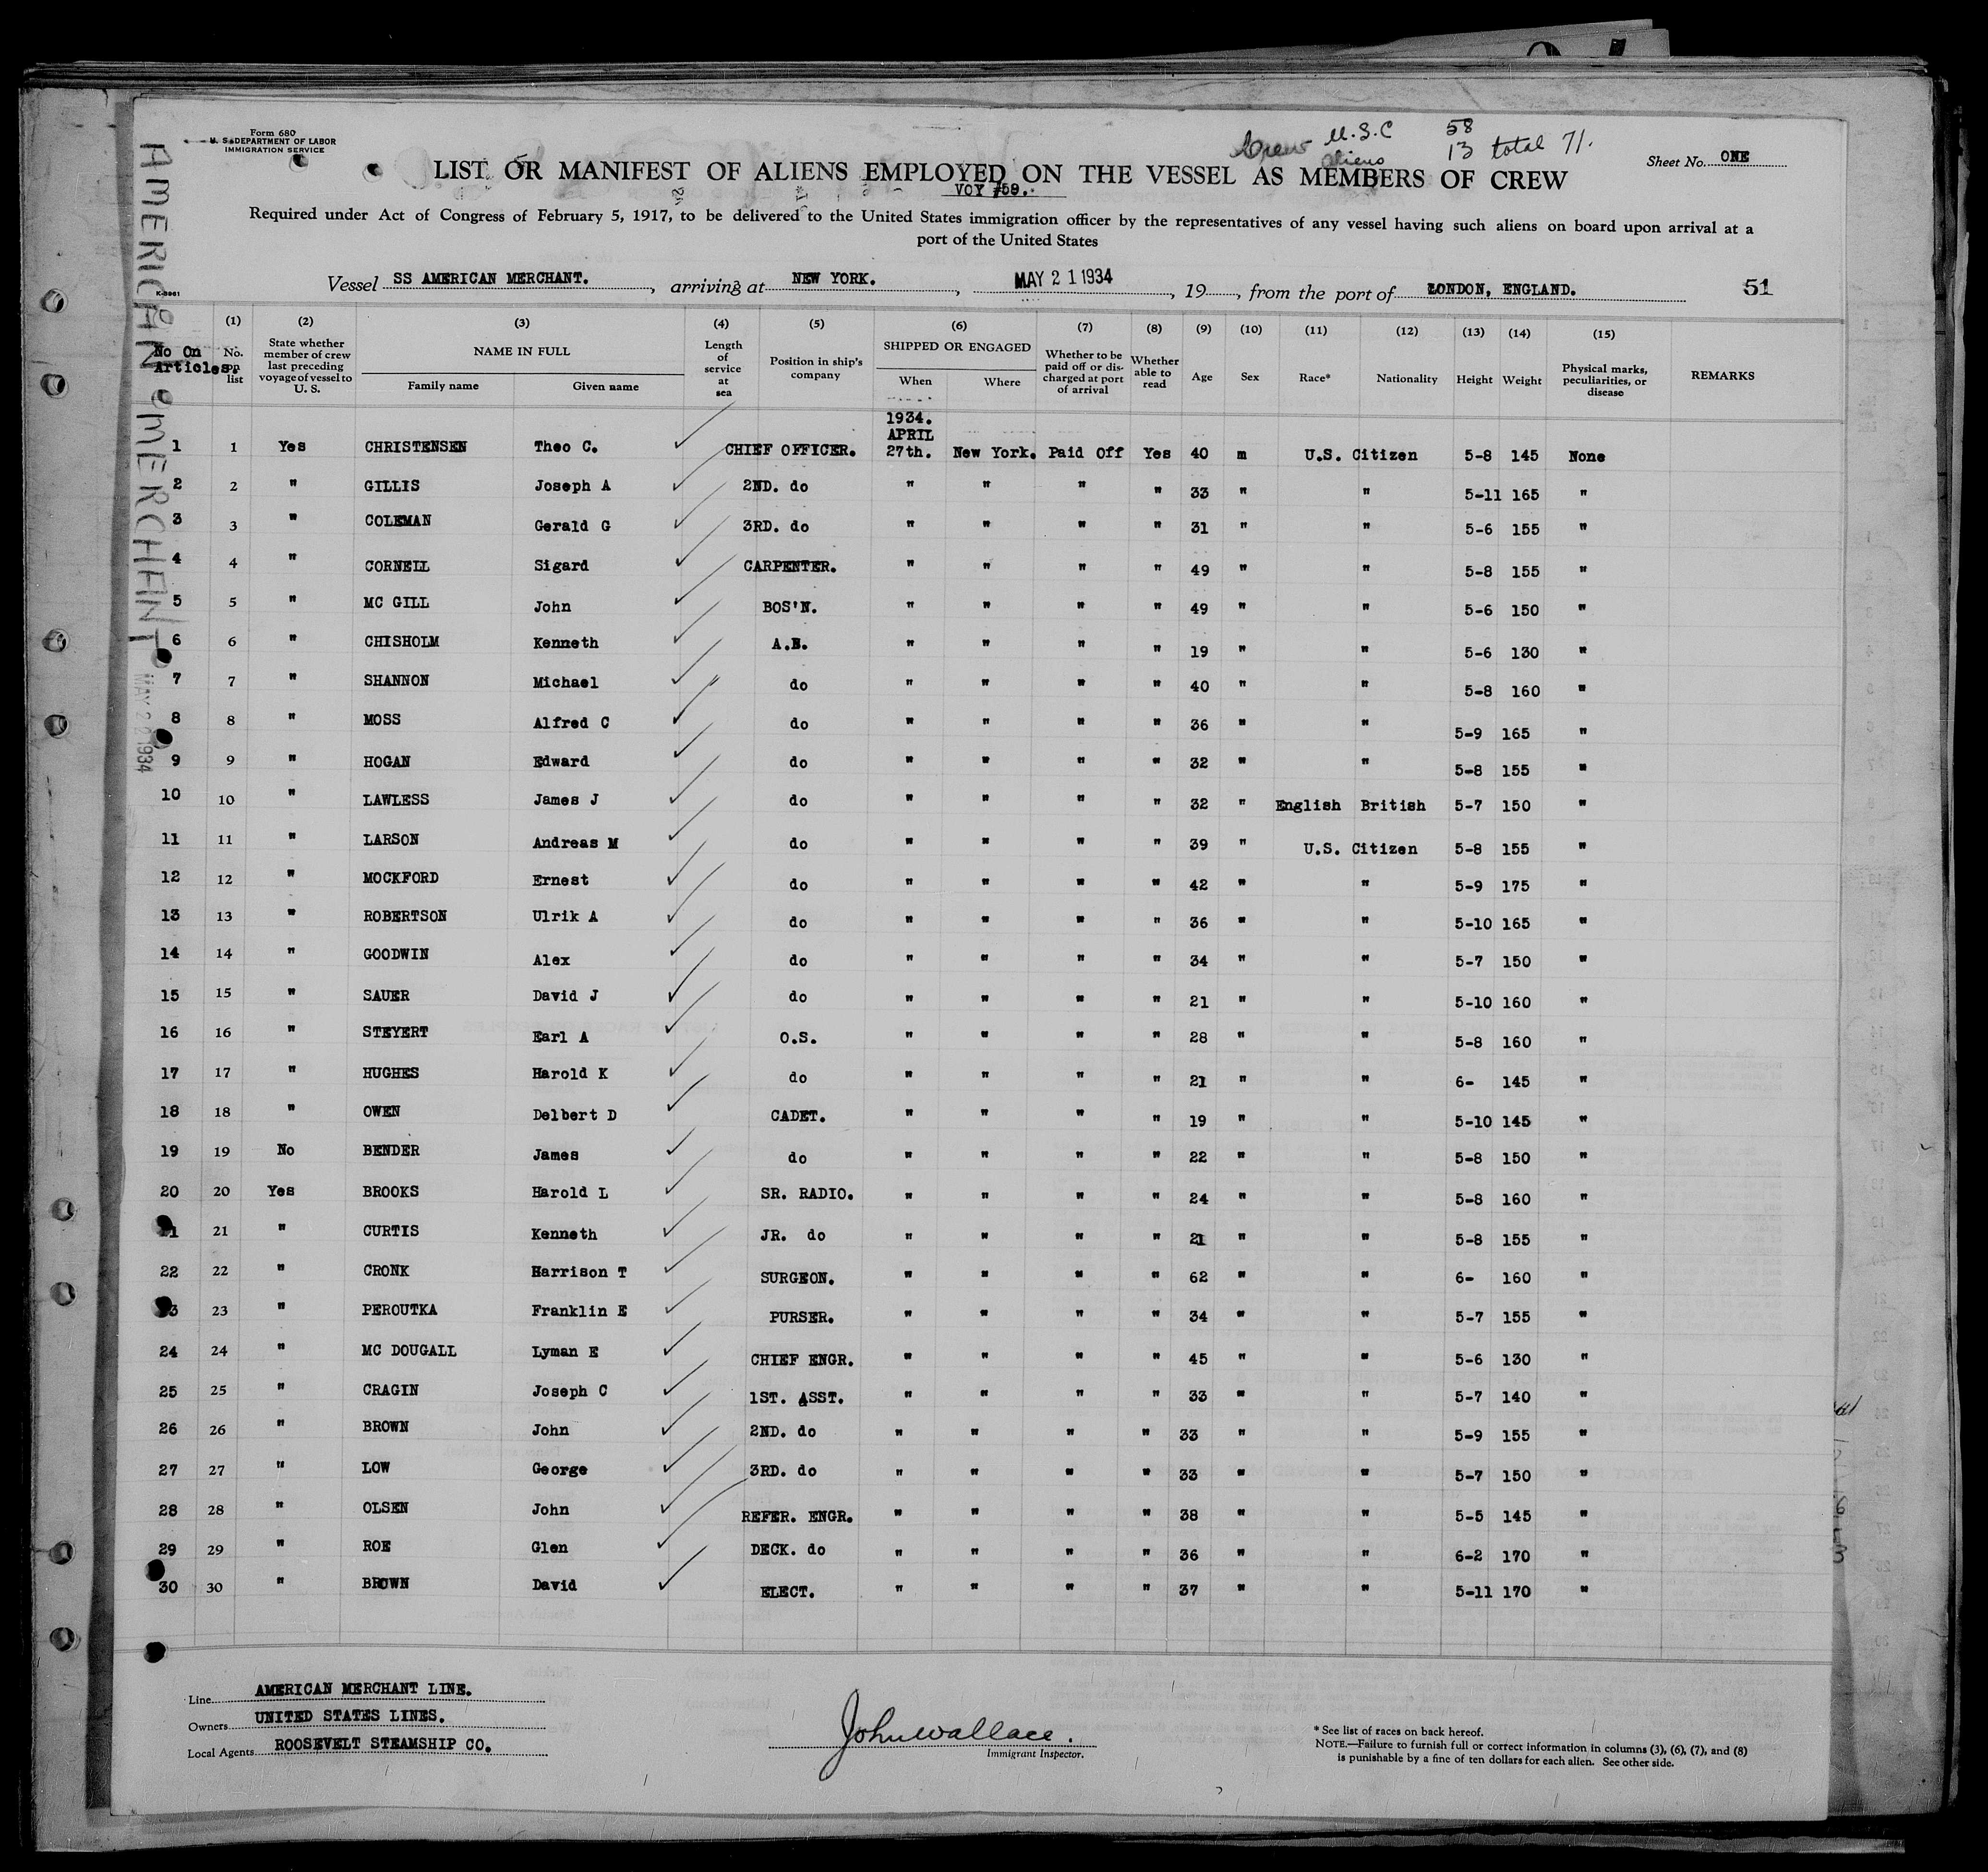 Form 680
U. S. DEPARTMENT OF LABOR
IMMIGRATION SERVICE
Crew U.S.C 58
aliens 13 total 71.
Sheet No. ONE
LIST OR MANIFEST OF ALIENS EMPLOYED ON THE VESSEL AS MEMBERS OF CREW
VOY #59.
Required under Act of Congress of February 5, 1917, to be delivered to the United States immigration officer by the representatives of any vessel having such aliens on board upon arrival at a
port of the United States
Vessel SS AMERICAN MERCHANT. , arriving at NEW YORK. , MAY 21 1934 , 19 , from the port of LONDON, ENGLAND. 51
AMERICAN MERCHANT
MAY 22 1934
(1) (2) (3) (4) (5) (6) (7) (8) (9) (10) (11) (12) (13) (14) (15)
No On Articles. No. on list State whether member of crew last preceding voyage of vessel to U. S. NAME IN FULL Family name Given name Length of service at sea Position in ship's company SHIPPED OR ENGAGED When Where Whether to be paid off or discharged at port of arrival Whether able to read Age Sex Race* Nationality Height Weight Physical marks, peculiarities, or disease REMARKS
1934.
APRIL
1 1 Yes CHRISTENSEN Theo C. CHIEF OFFICER. 27th. New York. Paid Off Yes 40 m U.S. Citizen 5-8 145 None
2 2 " GILLIS Joseph A 2ND. do " " " " 33 " " 5-11 165 "
3 3 " COLEMAN Gerald G 3RD. do " " " " 31 " " 5-6 155 "
4 4 " CORNELL Sigard CARPENTER. " " " " 49 " " 5-8 155 "
5 5 " MC GILL John BOS'N. " " " " 49 " " 5-6 150 "
6 6 " CHISHOLM Kenneth A.B. " " " " 19 " " 5-6 130 "
7 7 " SHANNON Michael do " " " " 40 " " 5-8 160 "
8 8 " MOSS Alfred C do " " " " 36 " " 5-9 165 "
9 9 " HOGAN Edward do " " " " 32 " " 5-8 155 "
10 10 " LAWLESS James J do " " " " 32 " English British 5-7 150 "
11 11 " LARSON Andreas M do " " " " 39 " U.S. Citizen 5-8 155 "
12 12 " MOCKFORD Ernest do " " " " 42 " " 5-9 175 "
13 13 " ROBERTSON Ulrik A do " " " " 36 " " 5-10 165 "
14 14 " GOODWIN Alex do " " " " 34 " " 5-7 150 "
15 15 " SAUER David J do " " " " 21 " " 5-10 160 "
16 16 " STEYERT Earl A O.S. " " " " 28 " " 5-8 160 "
17 17 " HUGHES Harold K do " " " " 21 " " 6- 145 "
18 18 " OWEN Delbert D CADET. " " " " 19 " " 5-10 145 "
19 19 No BENDER James do " " " " 22 " " 5-8 150 "
20 20 Yes BROOKS Harold L SR. RADIO. " " " " 24 " " 5-8 160 "
21 " CURTIS Kenneth JR. do " " " " 21 " " 5-8 155 "
22 22 " CRONK Harrison T SURGEON. " " " " 62 " " 6- 160 "
23 " PEROUTKA Franklin E PURSER. " " " " 34 " " 5-7 155 "
24 24 " MC DOUGALL Lyman E CHIEF ENGR. " " " " 45 " " 5-6 130 "
25 25 " CRAGIN Joseph C 1ST. ASST. " " " " 33 " " 5-7 140 "
26 26 " BROWN John 2ND. do " " " " 33 " " 5-9 155 "
27 27 " LOW George 3RD. do " " " " 33 " " 5-7 150 "
28 28 " OLSEN John REFER. ENGR. " " " " 38 " " 5-5 145 "
29 29 " ROE Glen DECK. do " " " " 36 " " 6-2 170 "
30 30 " BROWN David ELECT. " " " " 37 " " 5-11 170 "
Line AMERICAN MERCHANT LINE.
Owners UNITED STATES LINES.
Local Agents ROOSEVELT STEAMSHIP CO.
John Wallace.
Immigrant Inspector.
* See list of races on back hereof.
NOTE.—Failure to furnish full or correct information in columns (3), (6), (7), and (8)
is punishable by a fine of ten dollars for each alien. See other side.